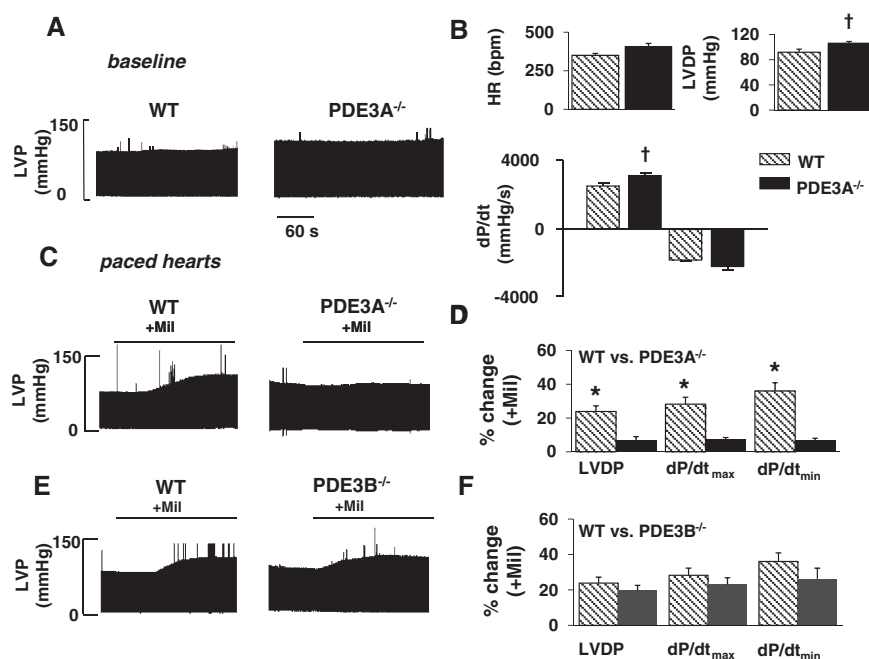 A
baseline
WT
PDE3A-/-
LVP
(mmHg)
150
0
60 s
B
HR (bpm)
500
250
0
LVDP
(mmHg)
120
80
40
0
†
dP/dt
(mmHg/s)
4000
0
-4000
†
WT
PDE3A-/-
C
paced hearts
WT
+Mil
PDE3A-/-
+Mil
LVP
(mmHg)
150
0
D
WT vs. PDE3A-/-
% change
(+Mil)
60
40
20
0
*
*
*
LVDP
dP/dtmax
dP/dtmin
E
WT
+Mil
PDE3B-/-
+Mil
LVP
(mmHg)
150
0
F
WT vs. PDE3B-/-
% change
(+Mil)
60
40
20
0
LVDP
dP/dtmax
dP/dtmin